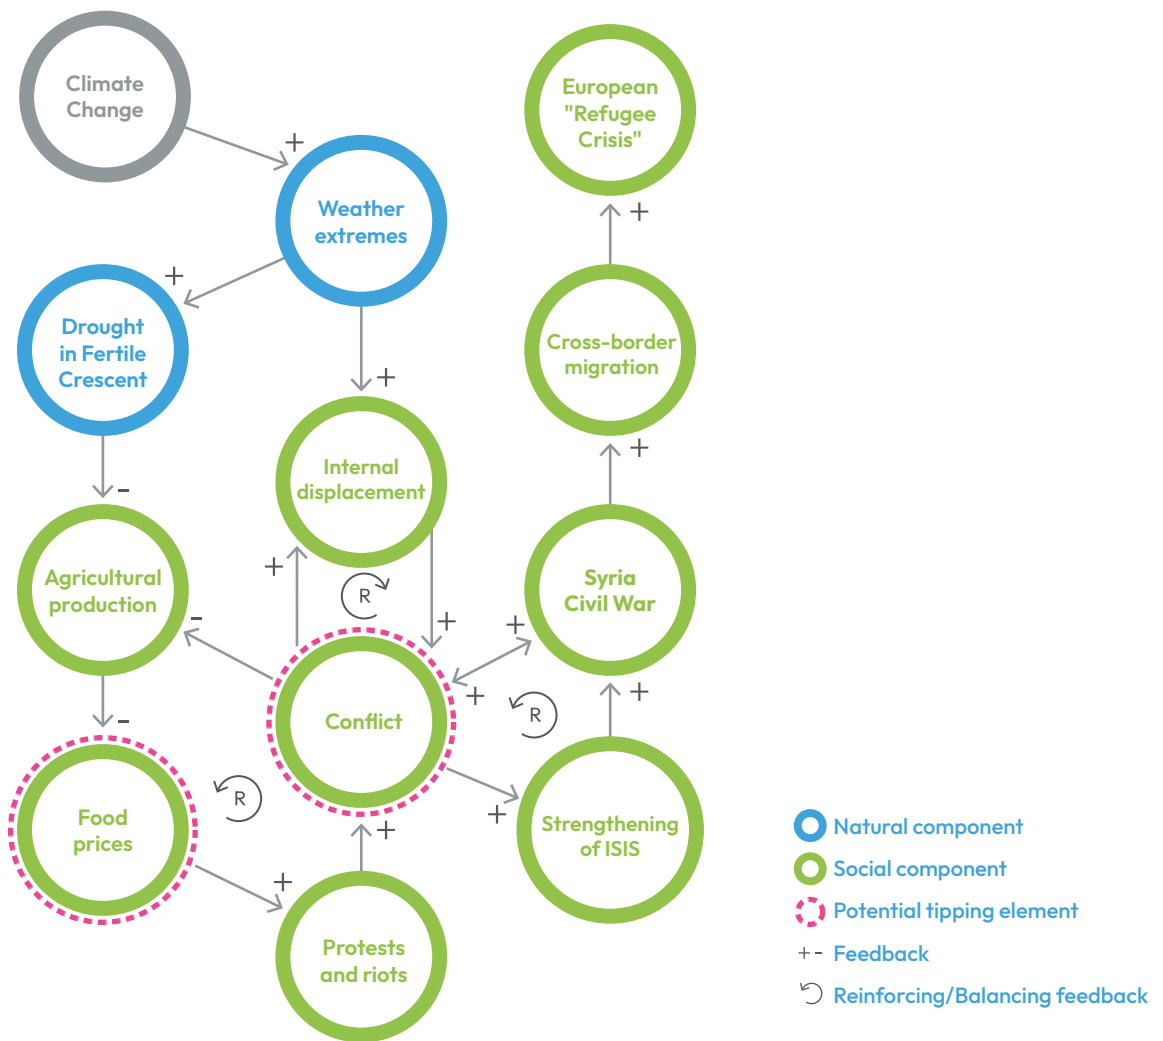 Climate
Change
+
Weather
extremes
+
Drought
in Fertile
Crescent
+
Internal
displacement
-
Agricultural
production
-
-
Food
prices
R
+
Protests
and riots
+
Conflict
+
R
+
+
+
R
+
Strengthening
of ISIS
+
Syria
Civil War
+
Cross-border
migration
+
European
"Refugee
Crisis"
Natural component
Social component
Potential tipping element
+ - Feedback
Reinforcing/Balancing feedback